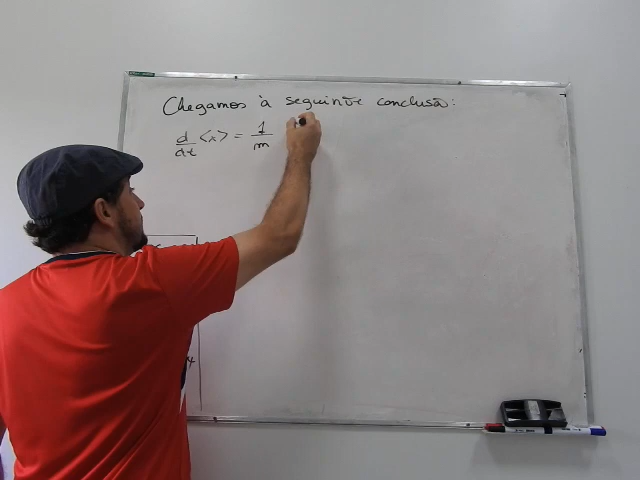 Chegamos à seguinte conclusão:
d/dt <x> = 1/m